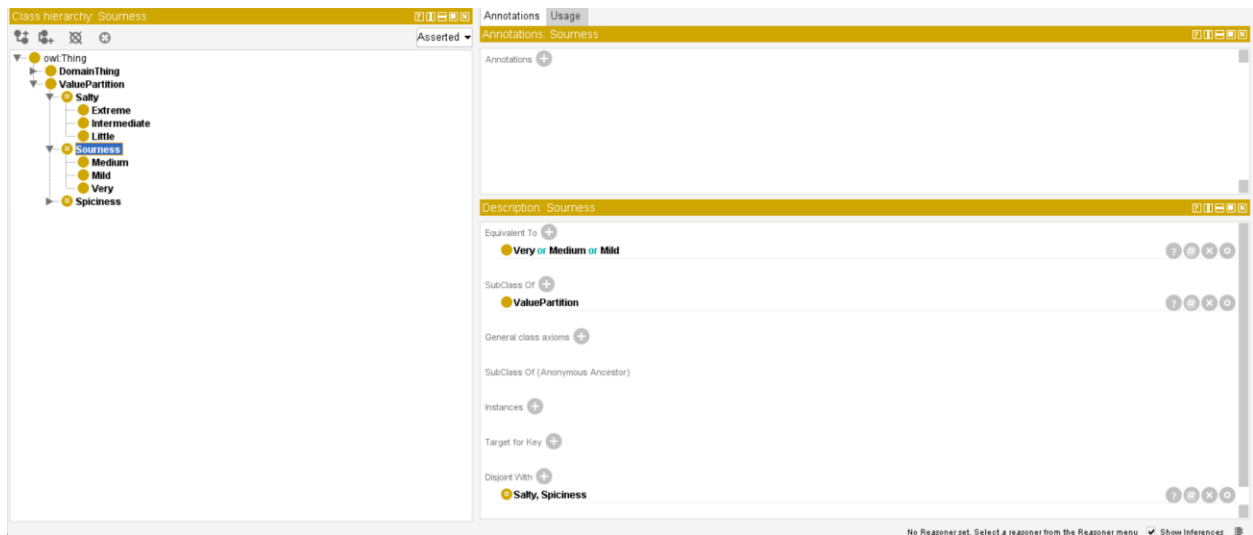 Class hierarchy: Sourness
Asserted
owl:Thing
DomainThing
ValuePartition
Salty
Extreme
Intermediate
Little
Sourness
Medium
Mild
Very
Spiciness
Annotations Usage
Annotations: Sourness
Annotations
Description: Sourness
Equivalent To
Very or Medium or Mild
SubClass Of
ValuePartition
General class axioms
SubClass Of (Anonymous Ancestor)
Instances
Target for Key
Disjoint With
Salty, Spiciness
No Reasoner set. Select a reasoner from the Reasoner menu Show Inferences